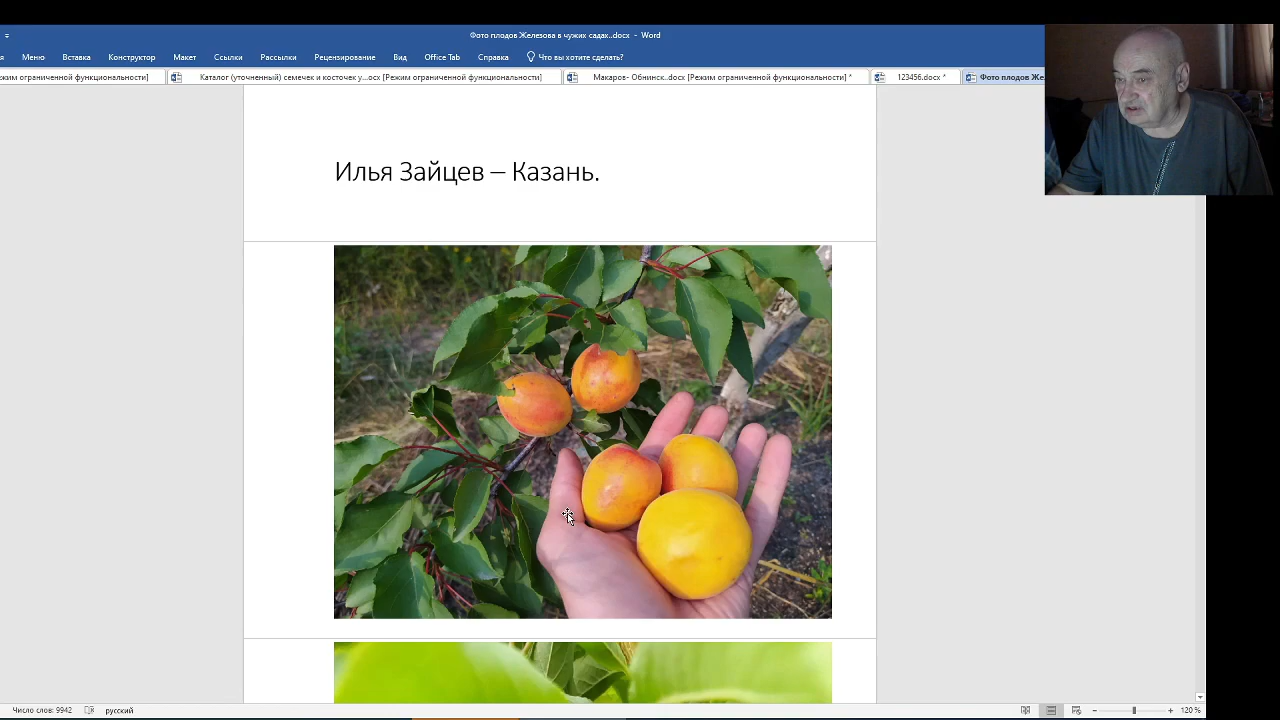 Фото плодов Железова в чужих садах..docx - Word
я Меню Вставка Конструктор Макет Ссылки Рассылки Рецензирование Вид Office Tab Справка Что вы хотите сделать?
ежим ограниченной функциональности] Каталог (уточненный) семечек и косточек у...ocx [Режим ограниченной функциональности] Макаров- Обнинск..docx [Режим ограниченной функциональности] * 123456.docx * Фото плодов Же
Илья Зайцев – Казань.
Число слов: 9942 русский 120 %